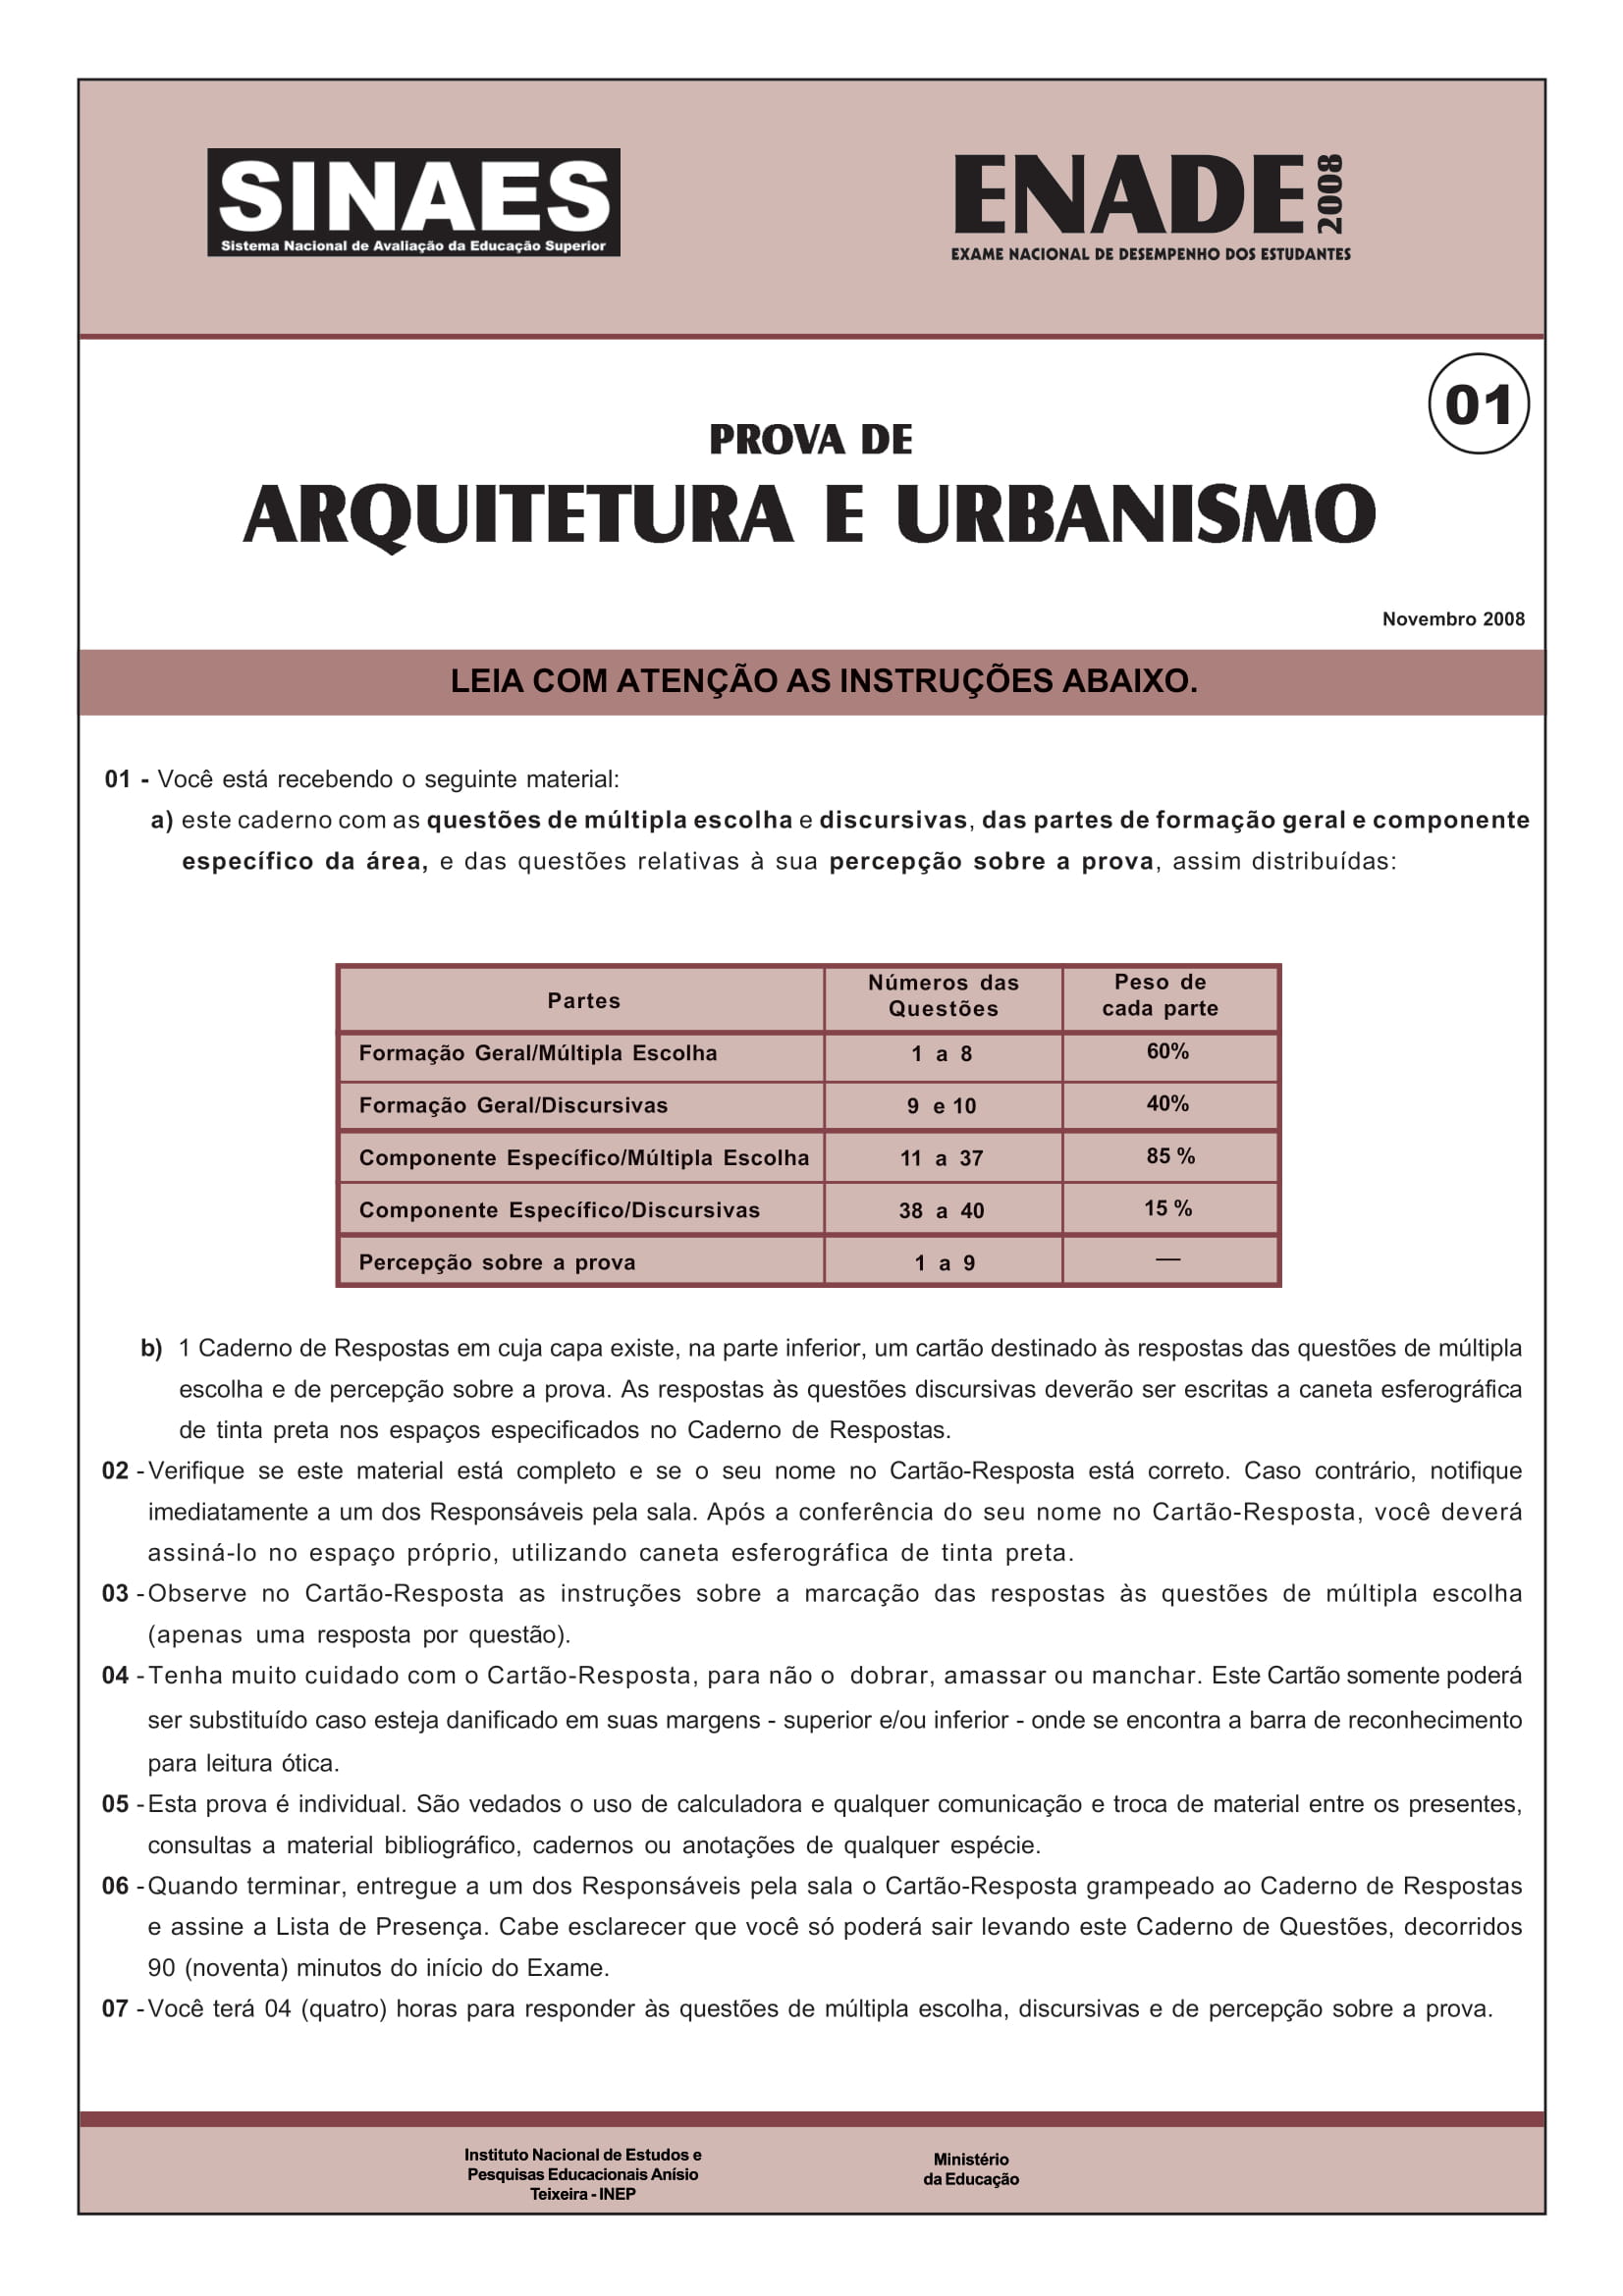 SINAES
Sistema Nacional de Avaliação da Educação Superior
ENADE 2008
EXAME NACIONAL DE DESEMPENHO DOS ESTUDANTES
01
PROVA DE
ARQUITETURA E URBANISMO
Novembro 2008
LEIA COM ATENÇÃO AS INSTRUÇÕES ABAIXO.
01 - Você está recebendo o seguinte material:
a) este caderno com as questões de múltipla escolha e discursivas, das partes de formação geral e componente
específico da área, e das questões relativas à sua percepção sobre a prova, assim distribuídas:
Partes
Números das
Questões
Peso de
cada parte
Formação Geral/Múltipla Escolha 1 a 8 60%
Formação Geral/Discursivas 9 e 10 40%
Componente Específico/Múltipla Escolha 11 a 37 85 %
Componente Específico/Discursivas 38 a 40 15 %
Percepção sobre a prova 1 a 9 —
b) 1 Caderno de Respostas em cuja capa existe, na parte inferior, um cartão destinado às respostas das questões de múltipla
escolha e de percepção sobre a prova. As respostas às questões discursivas deverão ser escritas a caneta esferográfica
de tinta preta nos espaços especificados no Caderno de Respostas.
02 - Verifique se este material está completo e se o seu nome no Cartão-Resposta está correto. Caso contrário, notifique
imediatamente a um dos Responsáveis pela sala. Após a conferência do seu nome no Cartão-Resposta, você deverá
assiná-lo no espaço próprio, utilizando caneta esferográfica de tinta preta.
03 - Observe no Cartão-Resposta as instruções sobre a marcação das respostas às questões de múltipla escolha
(apenas uma resposta por questão).
04 - Tenha muito cuidado com o Cartão-Resposta, para não o dobrar, amassar ou manchar. Este Cartão somente poderá
ser substituído caso esteja danificado em suas margens - superior e/ou inferior - onde se encontra a barra de reconhecimento
para leitura ótica.
05 - Esta prova é individual. São vedados o uso de calculadora e qualquer comunicação e troca de material entre os presentes,
consultas a material bibliográfico, cadernos ou anotações de qualquer espécie.
06 - Quando terminar, entregue a um dos Responsáveis pela sala o Cartão-Resposta grampeado ao Caderno de Respostas
e assine a Lista de Presença. Cabe esclarecer que você só poderá sair levando este Caderno de Questões, decorridos
90 (noventa) minutos do início do Exame.
07 - Você terá 04 (quatro) horas para responder às questões de múltipla escolha, discursivas e de percepção sobre a prova.
Instituto Nacional de Estudos e
Pesquisas Educacionais Anísio
Teixeira - INEP
Ministério
da Educação